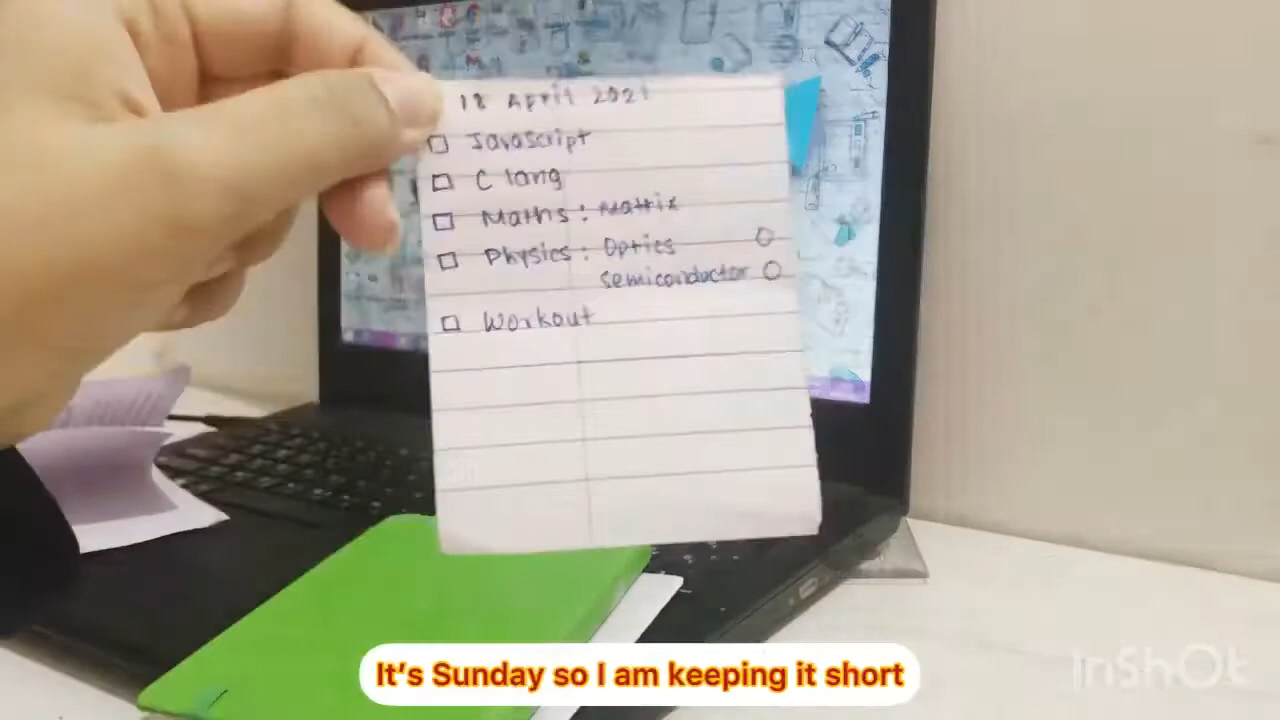 18 April 2021
Javascript
C lang
Maths: Matrix
Physics: Optics
semiconductor
Workout
It's Sunday so I am keeping it short
InShOt